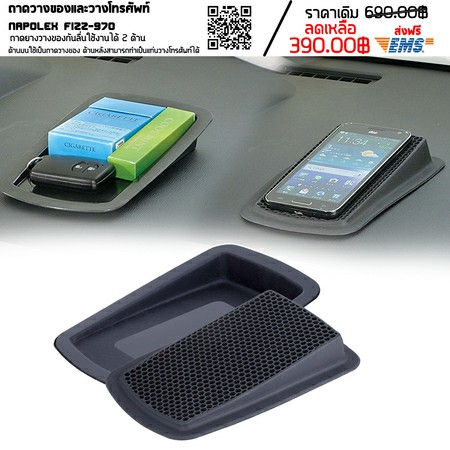 ถาดวางของและวางโทรศัพท์
NAPOLEX FIZZ-970
ถาดยางวางของกันลื่นใช้งานได้ 2 ด้าน
ด้านบนใช้เป็นถาดวางของ ด้านหลังสามารถทำเป็นแท่นวางโทรศัพท์ได้
ราคาเดิม 690.00฿
ลดเหลือ
390.00฿
ส่งฟรี
EMS
CIGARETTE
CIGARETTE